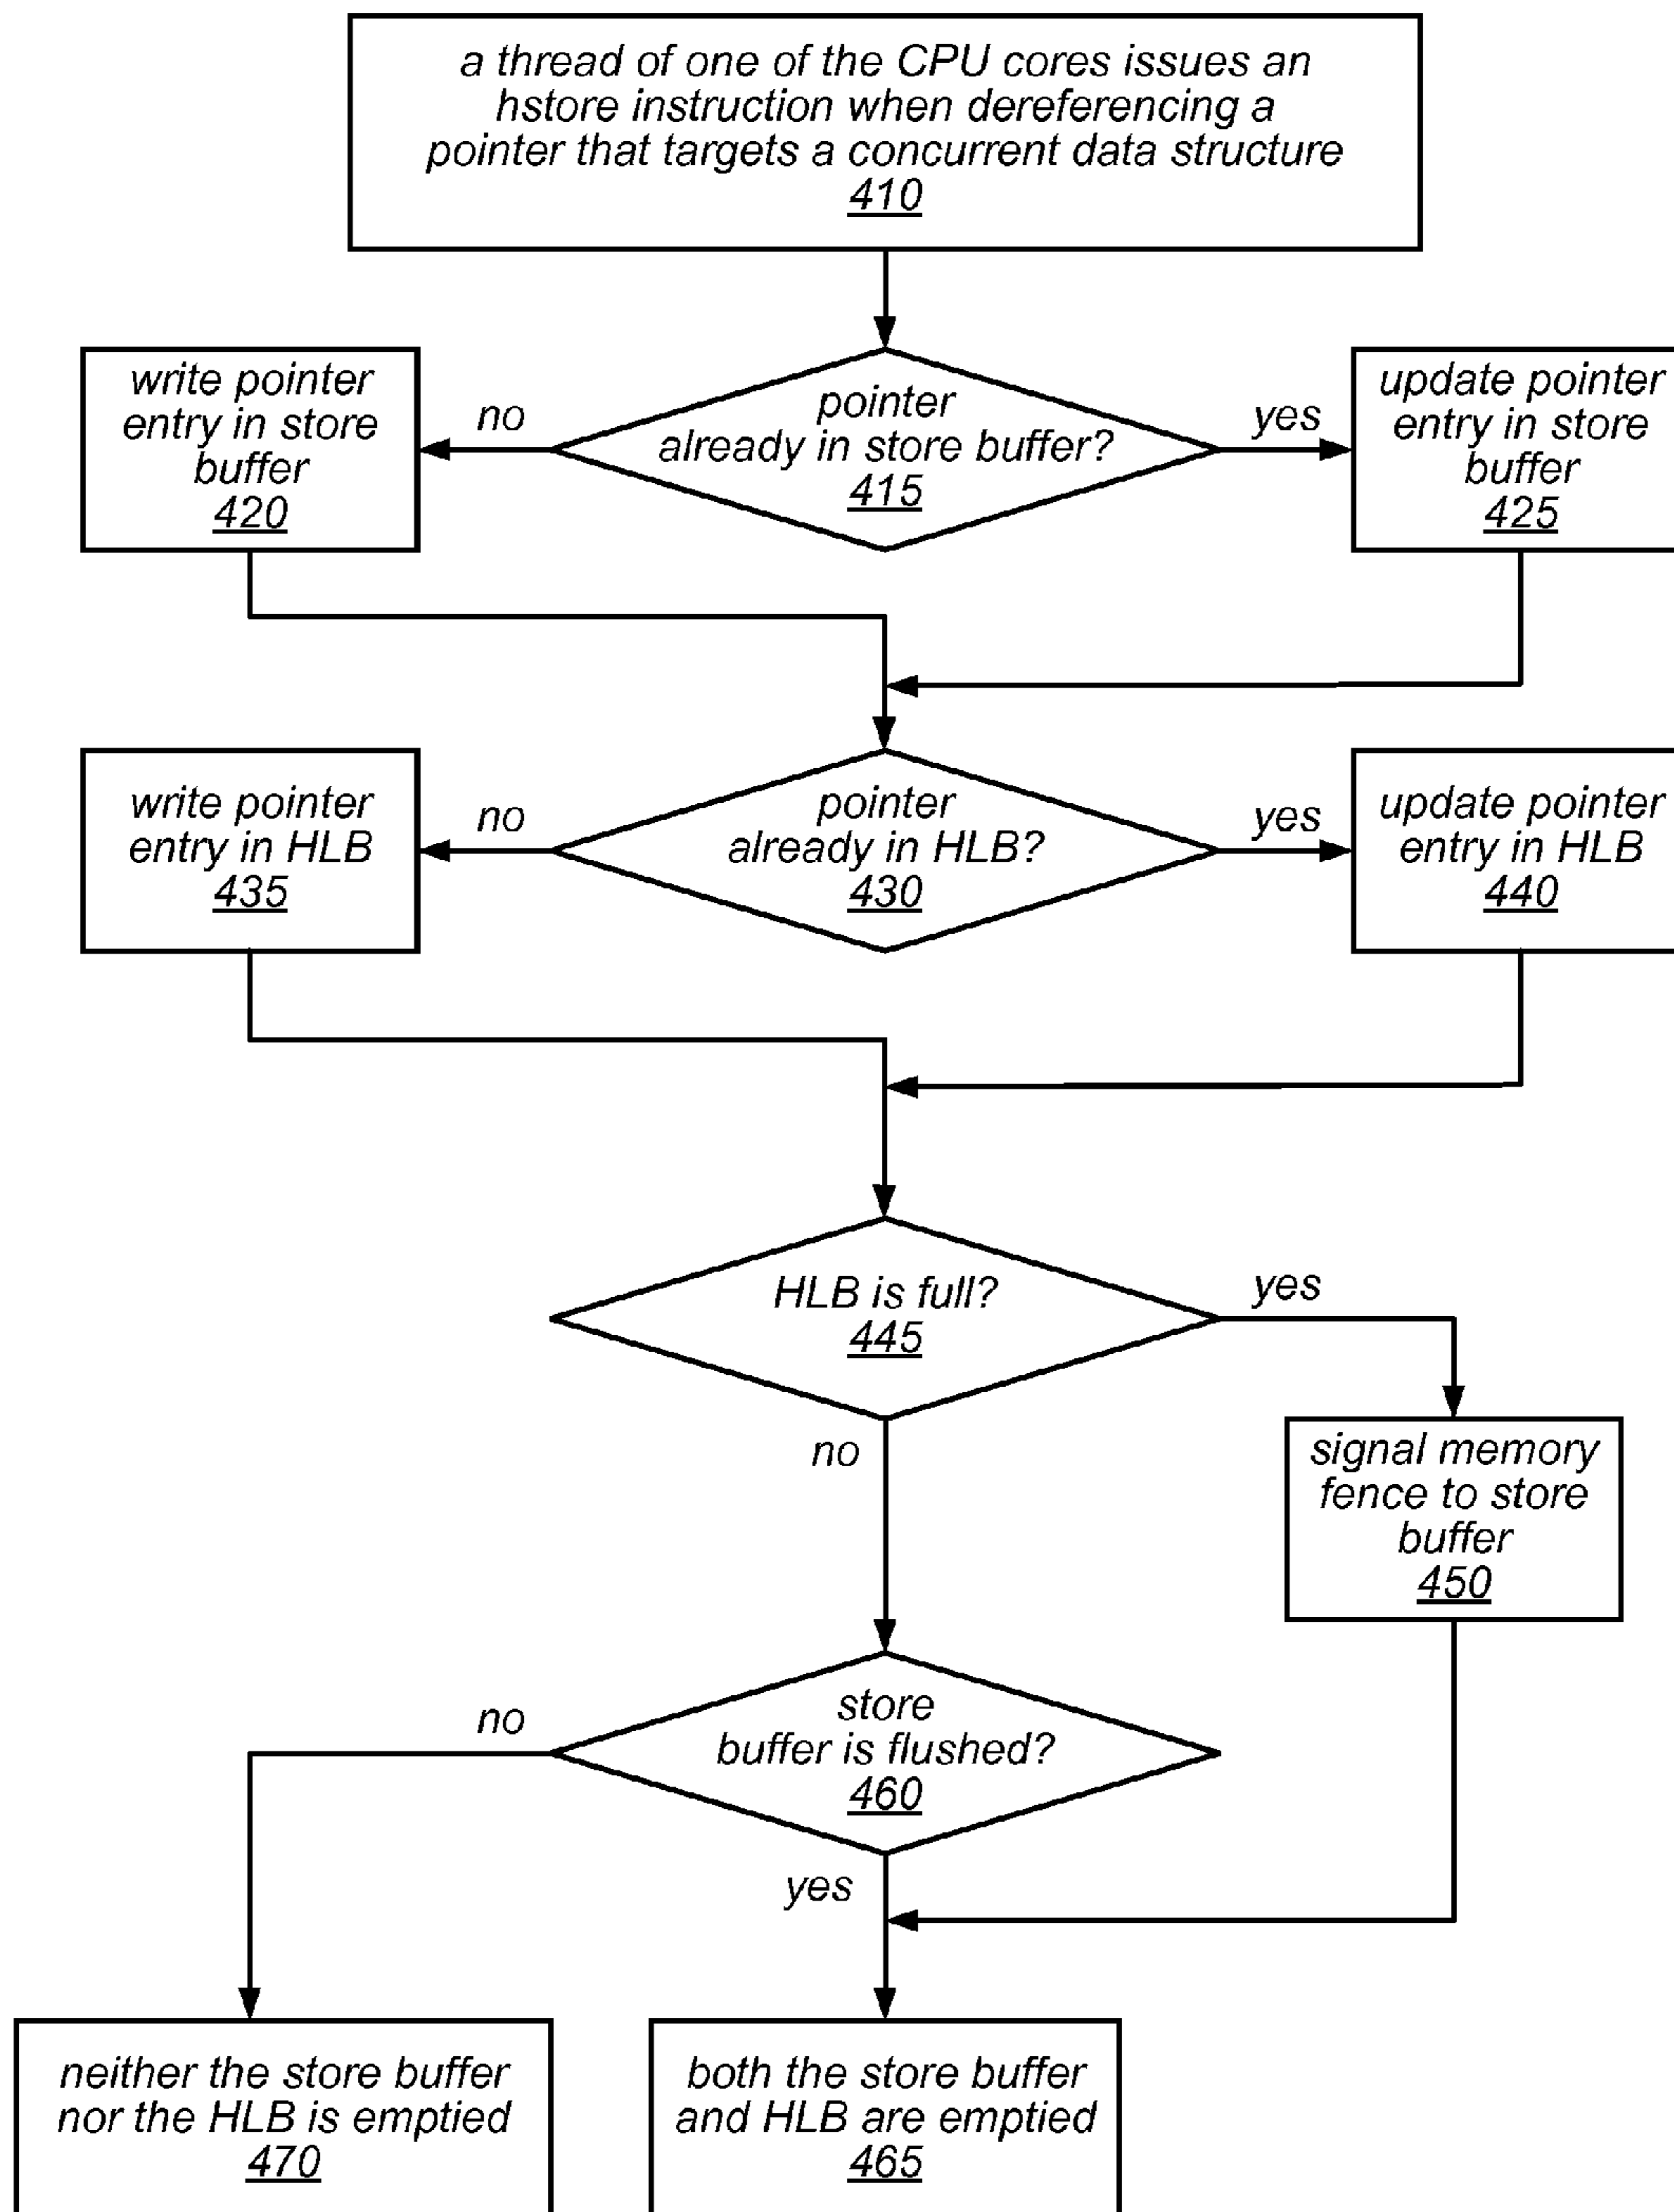 a thread of one of the CPU cores issues an
hstore instruction when dereferencing a
pointer that targets a concurrent data structure
410
write pointer
entry in store
buffer
420
no
pointer
already in store buffer?
415
yes
update pointer
entry in store
buffer
425
write pointer
entry in HLB
435
no
pointer
already in HLB?
430
yes
update pointer
entry in HLB
440
HLB is full?
445
yes
no
signal memory
fence to store
buffer
450
no
store
buffer is flushed?
460
yes
neither the store buffer
nor the HLB is emptied
470
both the store buffer
and HLB are emptied
465